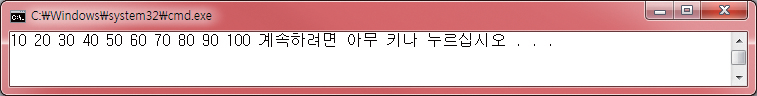 C:₩Windows₩system32₩cmd.exe
10 20 30 40 50 60 70 80 90 100 계속하려면 아무 키나 누르십시오 . . .